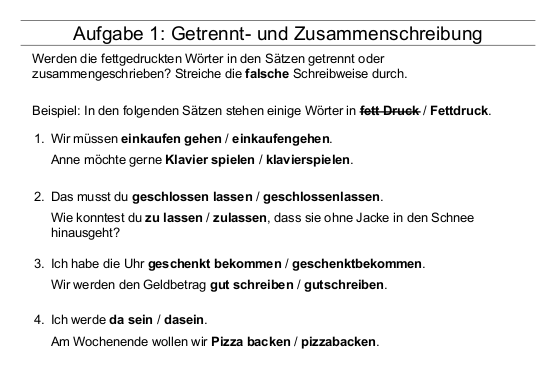 Aufgabe 1: Getrennt- und Zusammenschreibung
Werden die fettgedruckten Wörter in den Sätzen getrennt oder
zusammengeschrieben? Streiche die falsche Schreibweise durch.
Beispiel: In den folgenden Sätzen stehen einige Wörter in fett Druck / Fettdruck.
1. Wir müssen einkaufen gehen / einkaufengehen.
Anne möchte gerne Klavier spielen / klavierspielen.
2. Das musst du geschlossen lassen / geschlossenlassen.
Wie konntest du zu lassen / zulassen, dass sie ohne Jacke in den Schnee
hinausgeht?
3. Ich habe die Uhr geschenkt bekommen / geschenktbekommen.
Wir werden den Geldbetrag gut schreiben / gutschreiben.
4. Ich werde da sein / dasein.
Am Wochenende wollen wir Pizza backen / pizzabacken.